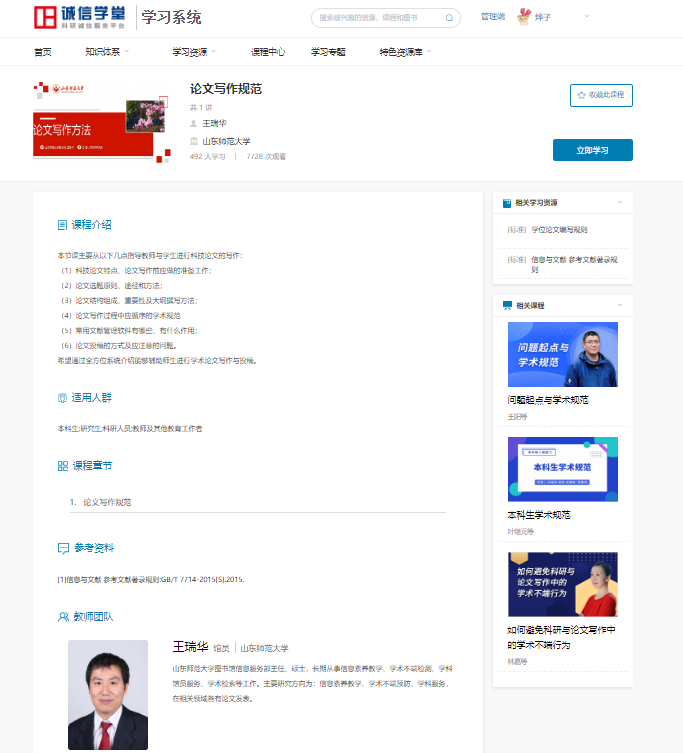 诚信学堂
科研诚信服务平台
学习系统
搜索感兴趣的资源、课程和图书
管理端
烨子
首页
知识体系
学习资源
课程中心
学习专题
特色资源库
论文写作方法
论文写作规范
共 1 讲
王瑞华
山东师范大学
492 人学习 | 7728 次观看
收藏此课程
立即学习
课程介绍
本节课主要从以下几点指导教师与学生进行科技论文的写作：
（1）科技论文特点、论文写作前应做的准备工作；
（2）论文选题原则、途径和方法；
（3）论文结构组成、重要性及大纲撰写方法；
（4）论文写作过程中应循序的学术规范
（5）常用文献管理软件有哪些、有什么作用；
（6）论文投稿的方式及应注意的问题。
希望通过全方位系统介绍能够辅助师生进行学术论文写作与投稿。
适用人群
本科生;研究生;科研人员;教师及其他教育工作者
课程章节
1. 论文写作规范
参考资料
[1]信息与文献 参考文献著录规则:GB/T 7714-2015[S].2015.
教师团队
王瑞华 馆员 | 山东师范大学
山东师范大学图书馆信息服务部主任、硕士，长期从事信息素养教学、学术不端检测、学科
馆员服务、学术检索等工作。主要研究方向为：信息素养教学、学术不端预防、学科服务，
在相关领域各有论文发表。
相关学习资源
[标准] 学位论文编写规则
[标准] 信息与文献 参考文献著录规
则
相关课程
问题起点与
学术规范
问题起点与学术规范
王阳等
本科生学术规范
本科生学术规范
叶继元等
如何避免科研与
论文写作中的
学术不端行为
如何避免科研与论文写作中
的学术不端行为
林嘉等